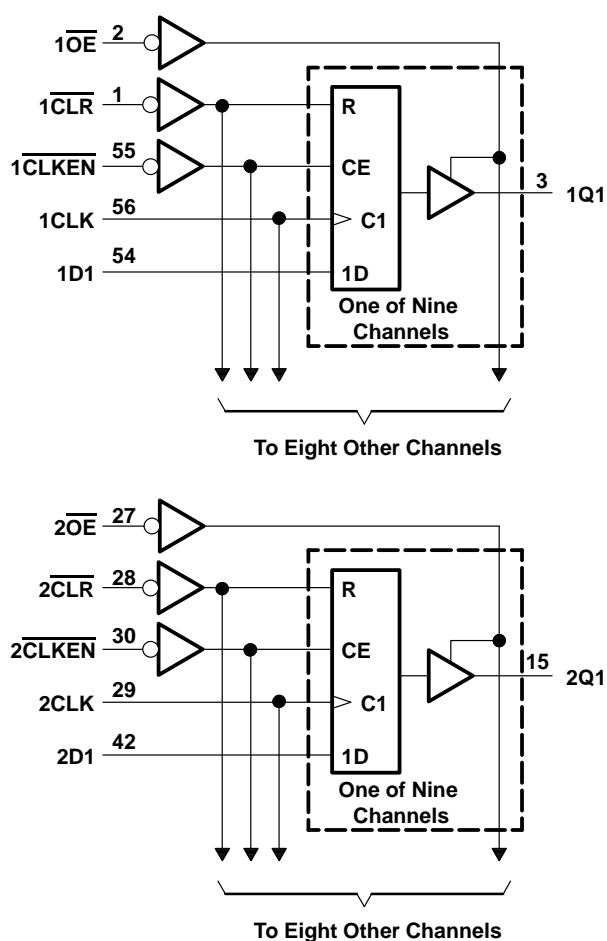 1OE 2
1CLR 1
1CLKEN 55
1CLK 56
1D1 54
R
CE
C1
1D
3 1Q1
One of Nine
Channels
To Eight Other Channels
2OE 27
2CLR 28
2CLKEN 30
2CLK 29
2D1 42
R
CE
C1
1D
15 2Q1
One of Nine
Channels
To Eight Other Channels